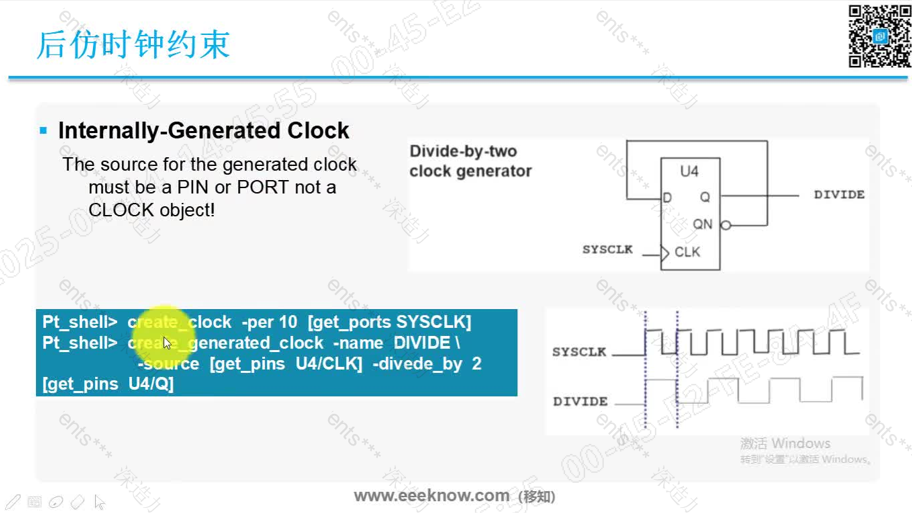 后仿时钟约束
Internally-Generated Clock
The source for the generated clock
must be a PIN or PORT not a
CLOCK object!
Divide-by-two
clock generator
U4
D
Q
DIVIDE
QN
SYSCLK
CLK
Pt_shell> create_clock -per 10 [get_ports SYSCLK]
Pt_shell> create_generated_clock -name DIVIDE \
-source [get_pins U4/CLK] -divede_by 2
[get_pins U4/Q]
SYSCLK
DIVIDE
激活 Windows
转到"设置"以激活 Windows。
www.eeeknow.com（移知）